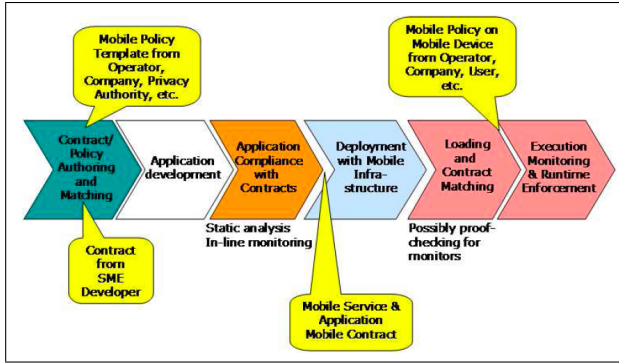 Mobile Policy
Template from
Operator,
Company, Privacy
Authority, etc.
Mobile Policy on
Mobile Device
from Operator,
Company, User,
etc.
Contract/
Policy
Authoring
and
Matching
Application
development
Application
Compliance
with
Contracts
Deployment
with Mobile
Infra-
structure
Loading
and
Contract
Matching
Execution
Monitoring
& Runtime
Enforcement
Static analysis
In-line monitoring
Possibly proof-
checking for
monitors
Contract
from
SME
Developer
Mobile Service &
Application
Mobile Contract